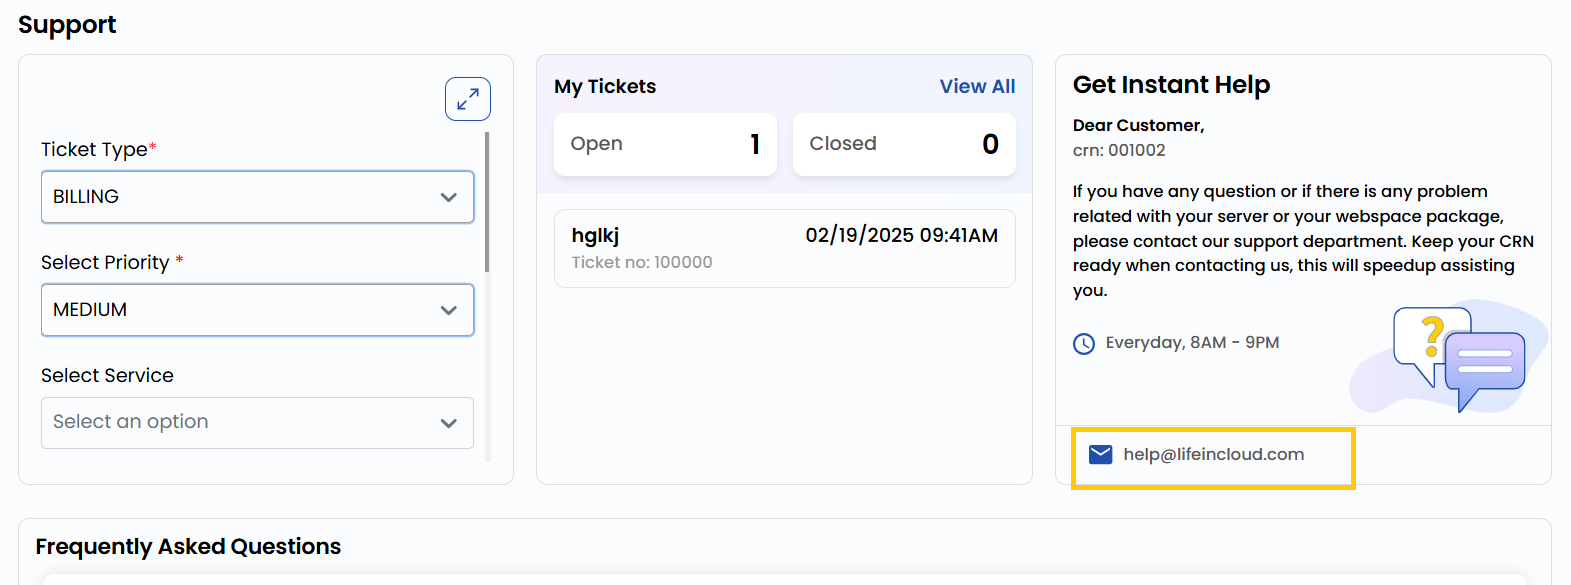 Support
Ticket Type*
BILLING
Select Priority *
MEDIUM
Select Service
Select an option
My Tickets
View All
Open 1
Closed 0
hglkj
02/19/2025 09:41AM
Ticket no: 100000
Get Instant Help
Dear Customer,
crn: 001002
If you have any question or if there is any problem
related with your server or your webspace package,
please contact our support department. Keep your CRN
ready when contacting us, this will speedup assisting
you.
?
Everyday, 8AM - 9PM
help@lifeincloud.com
Frequently Asked Questions